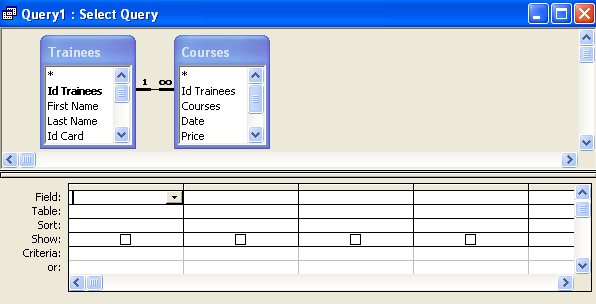 Query1 : Select Query
Trainees
*
Id Trainees
First Name
Last Name
Id Card
1 ∞
Courses
*
Id Trainees
Courses
Date
Price
Field:
Table:
Sort:
Show:
Criteria:
or: